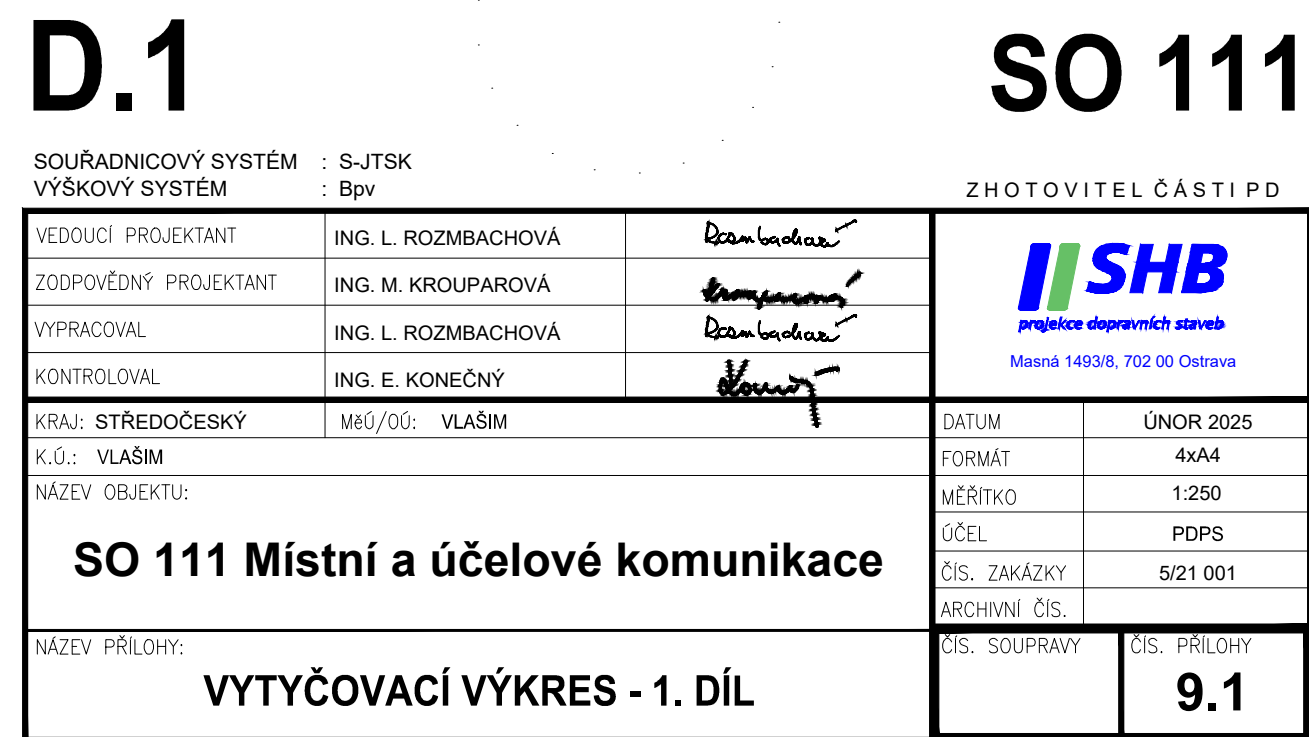 D.1
SO 111
SOUŘADNICOVÝ SYSTÉM : S-JTSK
VÝŠKOVÝ SYSTÉM : Bpv
ZHOTOVITEL ČÁSTI PD
VEDOUCÍ PROJEKTANT ING. L. ROZMBACHOVÁ
ZODPOVĚDNÝ PROJEKTANT ING. M. KROUPAROVÁ
VYPRACOVAL ING. L. ROZMBACHOVÁ
KONTROLOVAL ING. E. KONEČNÝ
SHB
projekce dopravních staveb
Masná 1493/8, 702 00 Ostrava
KRAJ: STŘEDOČESKÝ MěÚ/OÚ: VLAŠIM
K.Ú.: VLAŠIM
NÁZEV OBJEKTU:
SO 111 Místní a účelové komunikace
DATUM ÚNOR 2025
FORMÁT 4xA4
MĚŘÍTKO 1:250
ÚČEL PDPS
ČÍS. ZAKÁZKY 5/21 001
ARCHIVNÍ ČÍS.
NÁZEV PŘÍLOHY:
VYTYČOVACÍ VÝKRES - 1. DÍL
ČÍS. SOUPRAVY
ČÍS. PŘÍLOHY
9.1